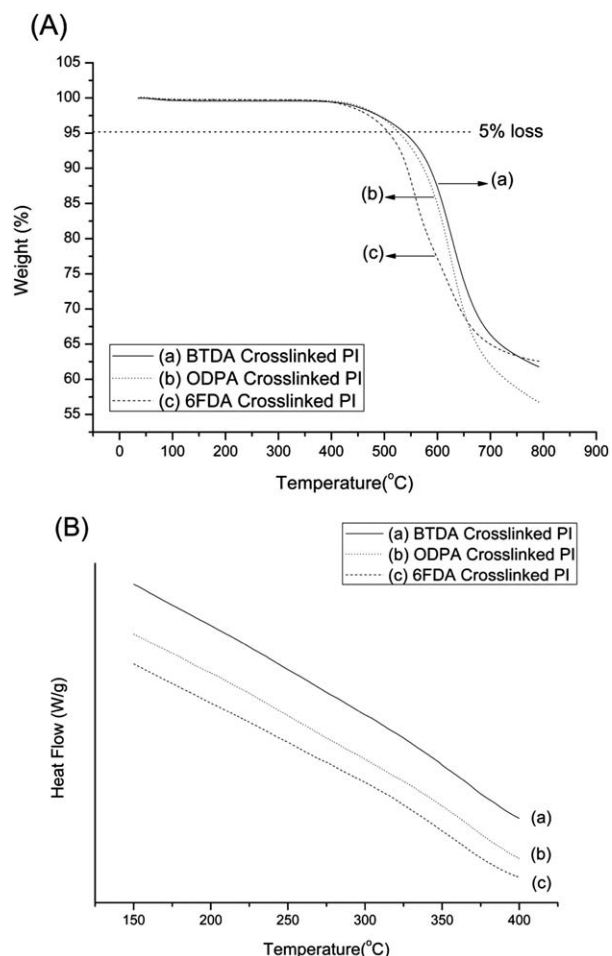 (A)
100
95
90
85
80
75
70
65
60
55
Weight (%)
5% loss
(a)
(b)
(c)
(a) BTDA Crosslinked PI
(b) ODPA Crosslinked PI
(c) 6FDA Crosslinked PI
0 100 200 300 400 500 600 700 800 900
Temperature(°C)
(B)
(a) BTDA Crosslinked PI
(b) ODPA Crosslinked PI
(c) 6FDA Crosslinked PI
Heat Flow (W/g)
(a)
(b)
(c)
150 200 250 300 350 400
Temperature(°C)